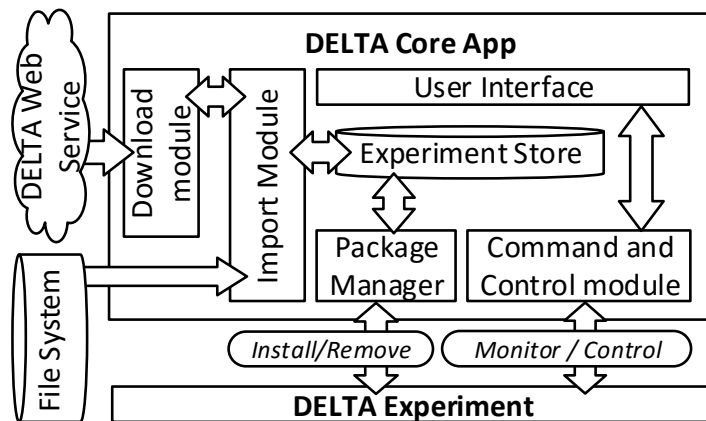 DELTA Core App
DELTA Web
Service
Download
module
Import Module
User Interface
Experiment Store
Package
Manager
Command and
Control module
File System
Install/Remove
Monitor / Control
DELTA Experiment